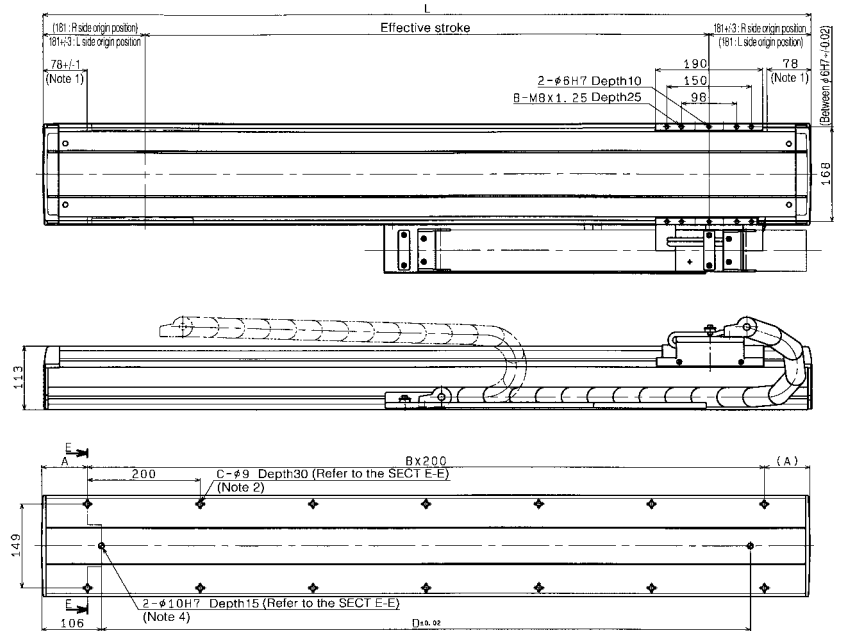 L
(181 : R side origin position)
181+/-3 : L side origin position
Effective stroke
181+/-3 : R side origin position
(181 : L side origin position)
78+/-1
(Note 1)
190
150
98
78
(Note 1)
2-φ6H7 Depth10
8-M8X1.25 Depth25
(Between φ6H7+/-0.02)
168
113
E
A
BX200
(A)
200
C-φ9 Depth30 (Refer to the SECT E-E)
(Note 2)
149
E
2-φ10H7 Depth15 (Refer to the SECT E-E)
(Note 4)
106
D±0.02